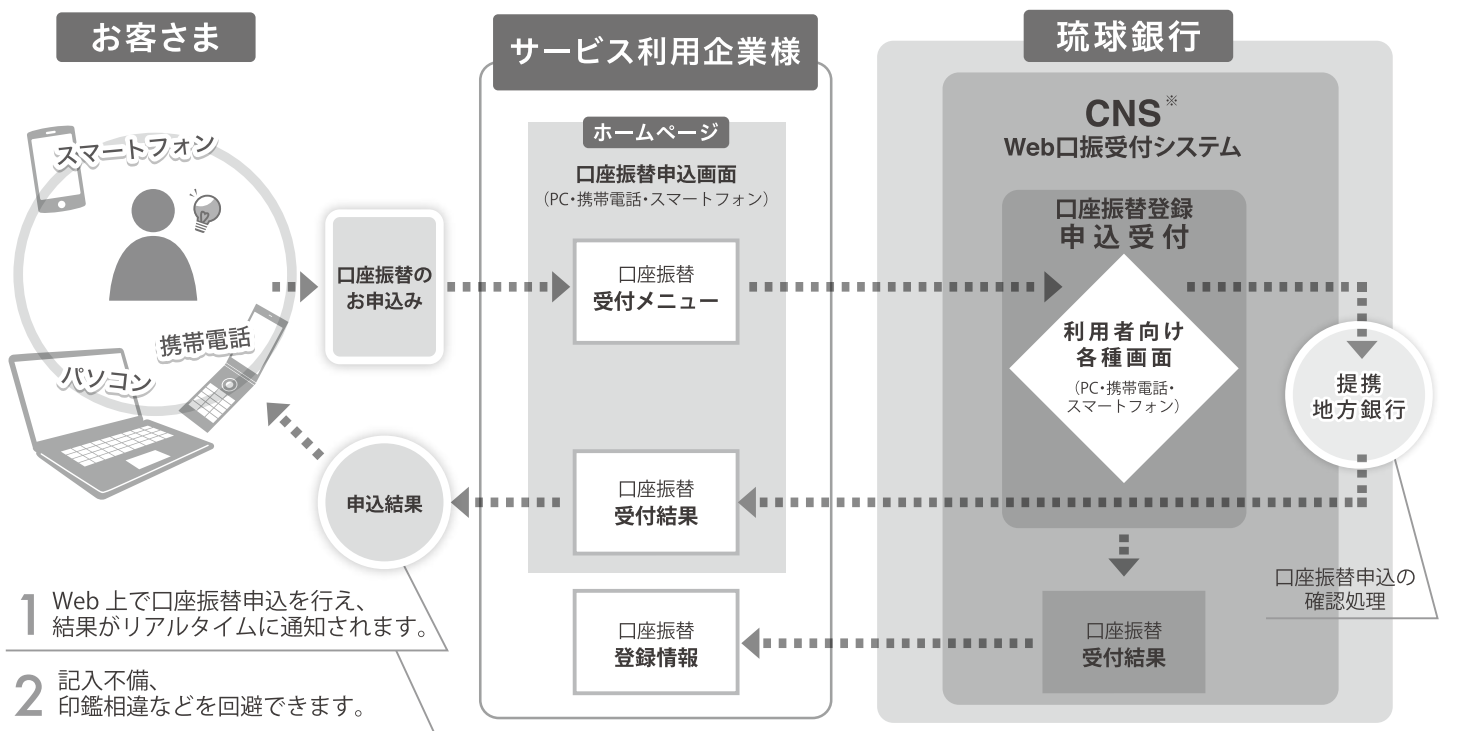 お客さま
スマートフォン
携帯電話
パソコン
口座振替の
お申込み
申込結果
1 Web 上で口座振替申込を行え、
結果がリアルタイムに通知されます。
2 記入不備、
印鑑相違などを回避できます。
サービス利用企業様
ホームページ
口座振替申込画面
（PC・携帯電話・スマートフォン）
口座振替
受付メニュー
口座振替
受付結果
口座振替
登録情報
琉球銀行
CNS※
Web口振受付システム
口座振替登録
申込受付
利用者向け
各種画面
（PC・携帯電話・
スマートフォン）
口座振替
受付結果
提携
地方銀行
口座振替申込の
確認処理